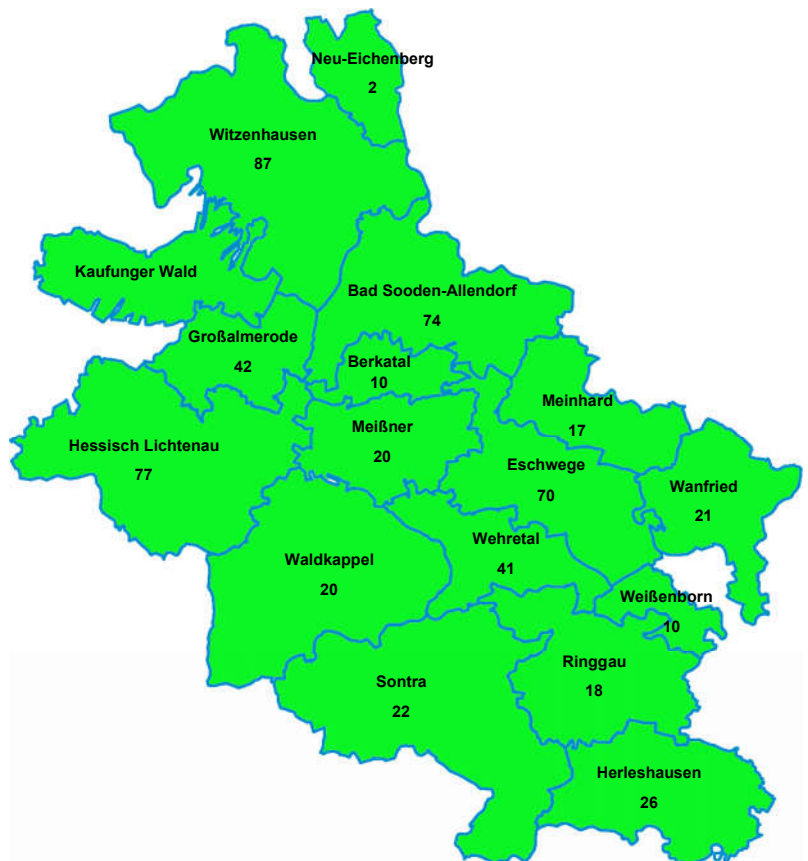 Neu-Eichenberg
2
Witzenhausen
87
Kaufunger Wald
Bad Sooden-Allendorf
74
Großalmerode
42
Berkatal
10
Meinhard
17
Meißner
20
Hessisch Lichtenau
77
Eschwege
70
Wanfried
21
Wehretal
41
Waldkappel
20
Weißenborn
10
Ringgau
18
Sontra
22
Herleshausen
26